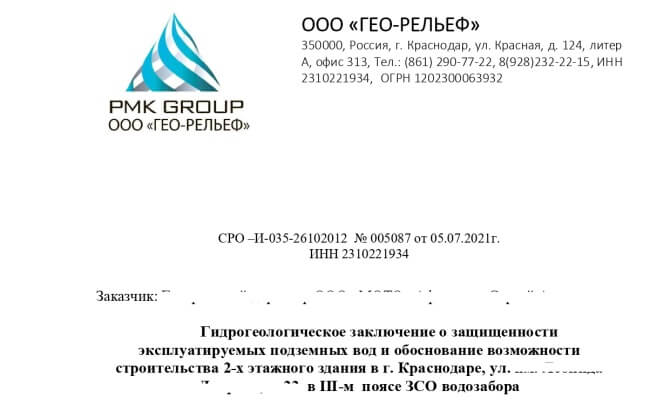 ООО «ГЕО-РЕЛЬЕФ»
350000, Россия, г. Краснодар, ул. Красная, д. 124, литер
А, офис 313, Тел.: (861) 290-77-22, 8(928)232-22-15, ИНН
2310221934, ОГРН 1202300063932
PMK GROUP
ООО «ГЕО-РЕЛЬЕФ»
СРО –И-035-26102012 № 005087 от 05.07.2021г.
ИНН 2310221934
Заказчик:
Гидрогеологическое заключение о защищенности
эксплуатируемых подземных вод и обоснование возможности
строительства 2-х этажного здания в г. Краснодаре, ул.
в III-м поясе ЗСО водозабора